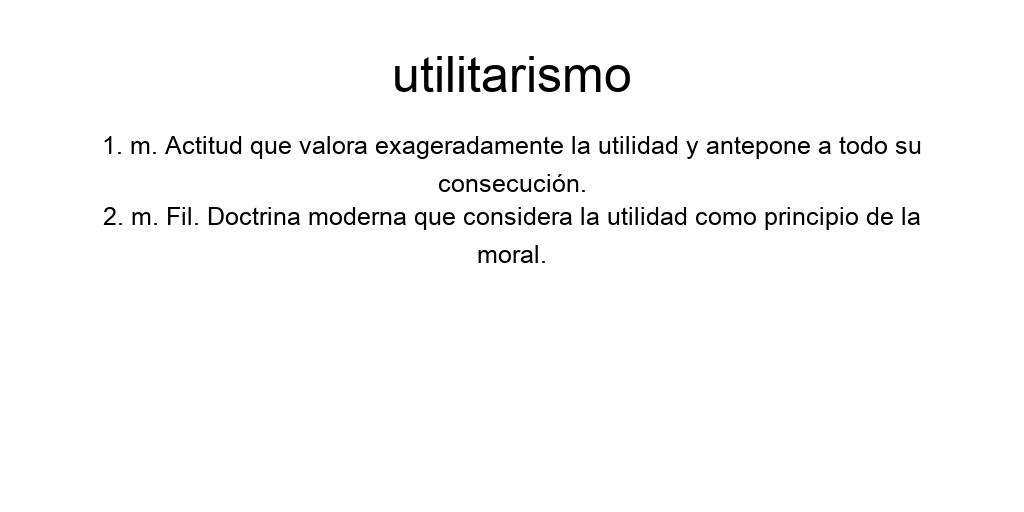 utilitarismo
1. m. Actitud que valora exageradamente la utilidad y antepone a todo su
consecución.
2. m. Fil. Doctrina moderna que considera la utilidad como principio de la
moral.